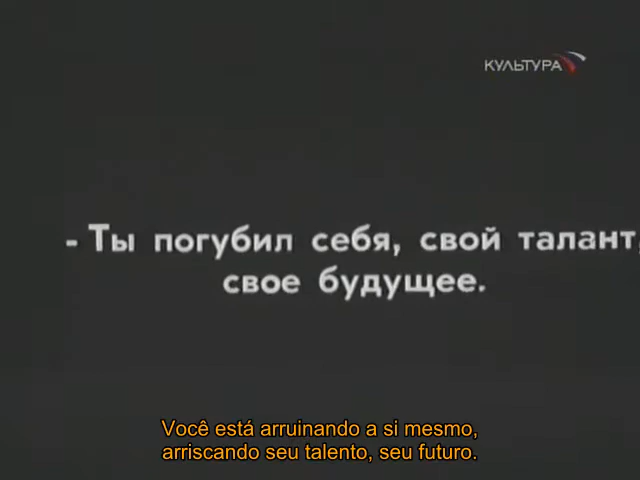 КУЛЬТУРА
- Ты погубил себя, свой талант,
свое будущее.
Você está arruinando a si mesmo,
arriscando seu talento, seu futuro.